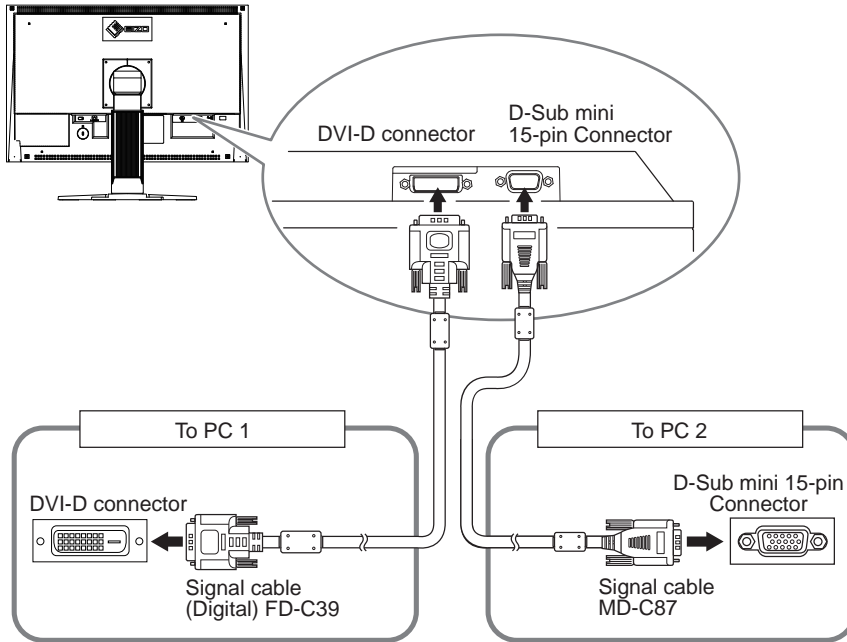 EIZO
DVI-D connector
D-Sub mini
15-pin Connector
To PC 1
To PC 2
DVI-D connector
Signal cable
(Digital) FD-C39
D-Sub mini 15-pin
Connector
Signal cable
MD-C87